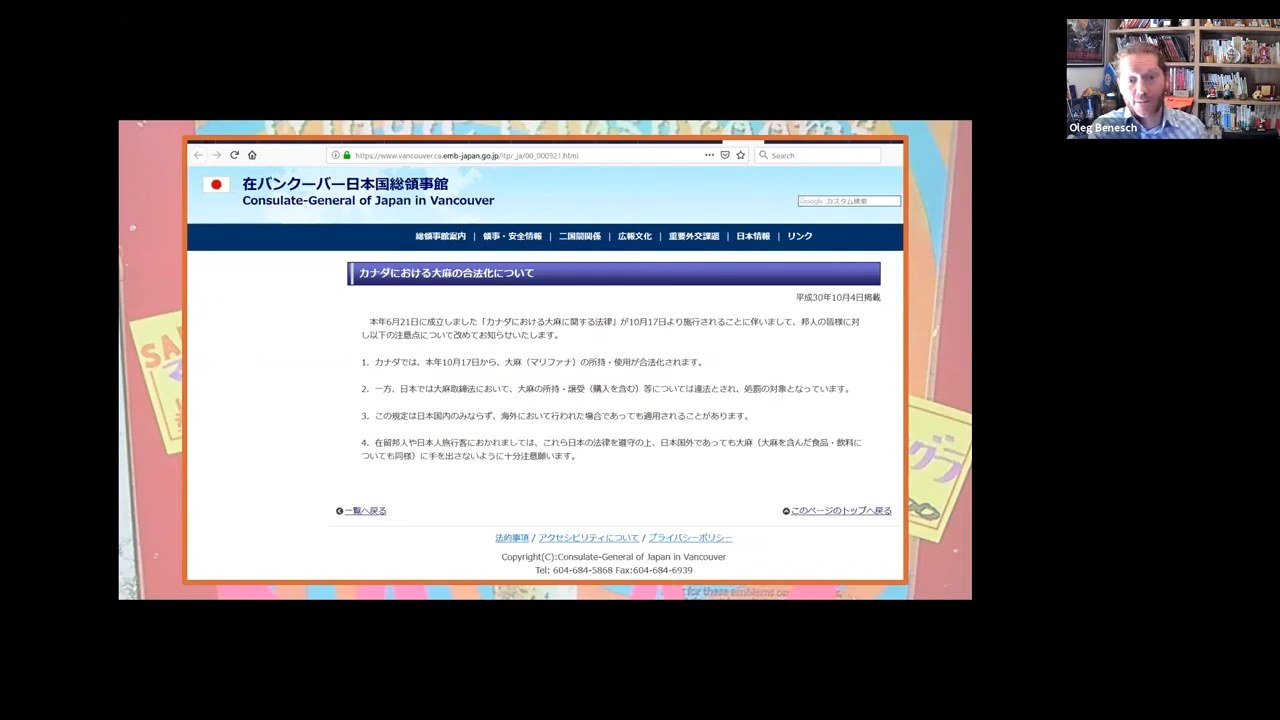 Oleg Benesch
https://www.vancouver.ca.emb-japan.go.jp/itpr_ja/00_000921.html
Search
在バンクーバー日本国総領事館
Consulate-General of Japan in Vancouver
Google カスタム検索
総領事館案内 | 領事・安全情報 | 二国間関係 | 広報文化 | 重要外交課題 | 日本情報 | リンク
カナダにおける大麻の合法化について
平成30年10月4日掲載
本年6月21日に成立しました「カナダにおける大麻に関する法律」が10月17日より施行されることに伴いまして、邦人の皆様に対
し以下の注意点について改めてお知らせいたします。
1．カナダでは、本年10月17日から、大麻（マリファナ）の所持・使用が合法化されます。
2．一方、日本では大麻取締法において、大麻の所持・譲受（購入を含む）等については違法とされ、処罰の対象となっています。
3．この規定は日本国内のみならず、海外において行われた場合であっても適用されることがあります。
4．在留邦人や日本人旅行客におかれましては、これら日本の法律を遵守の上、日本国外であっても大麻（大麻を含んだ食品・飲料に
ついても同様）に手を出さないように十分注意願います。
一覧へ戻る
このページのトップへ戻る
法的事項 / アクセシビリティについて / プライバシーポリシー
Copyright(C):Consulate-General of Japan in Vancouver
Tel: 604-684-5868 Fax:604-684-6939
for these emblems on
グラ